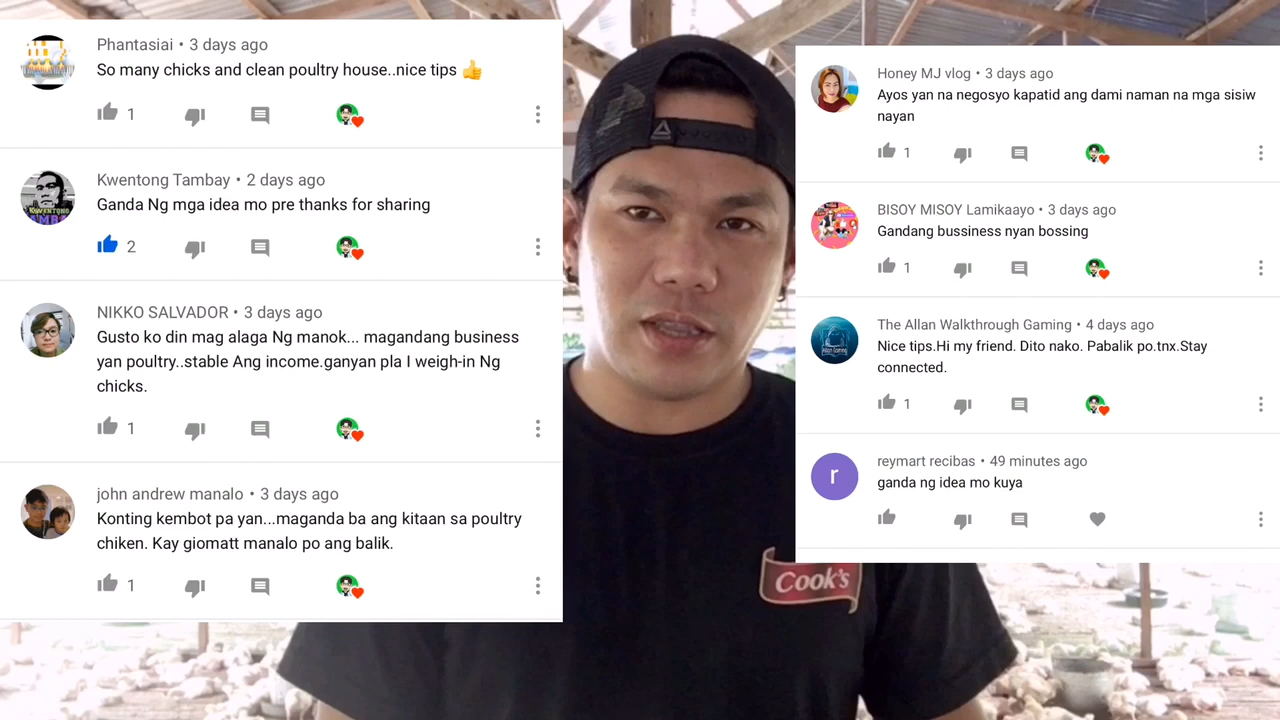 Phantasiai • 3 days ago
So many chicks and clean poultry house..nice tips 👍
1
Kwentong Tambay • 2 days ago
Ganda Ng mga idea mo pre thanks for sharing
2
NIKKO SALVADOR • 3 days ago
Gusto ko din mag alaga Ng manok... magandang business
yan poultry..stable Ang income.ganyan pla I weigh-in Ng
chicks.
1
john andrew manalo • 3 days ago
Konting kembot pa yan...maganda ba ang kitaan sa poultry
chiken. Kay giomatt manalo po ang balik.
1
Honey MJ vlog • 3 days ago
Ayos yan na negosyo kapatid ang dami naman na mga sisiw
nayan
1
BISOY MISOY Lamikaayo • 3 days ago
Gandang bussiness nyan bossing
1
The Allan Walkthrough Gaming • 4 days ago
Nice tips.Hi my friend. Dito nako. Pabalik po.tnx.Stay
connected.
1
r
reymart recibas • 49 minutes ago
ganda ng idea mo kuya
Cook's